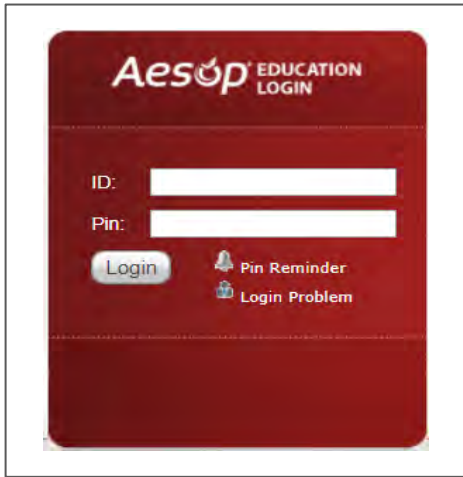 Aesop EDUCATION
LOGIN
ID:
Pin:
Login
Pin Reminder
Login Problem